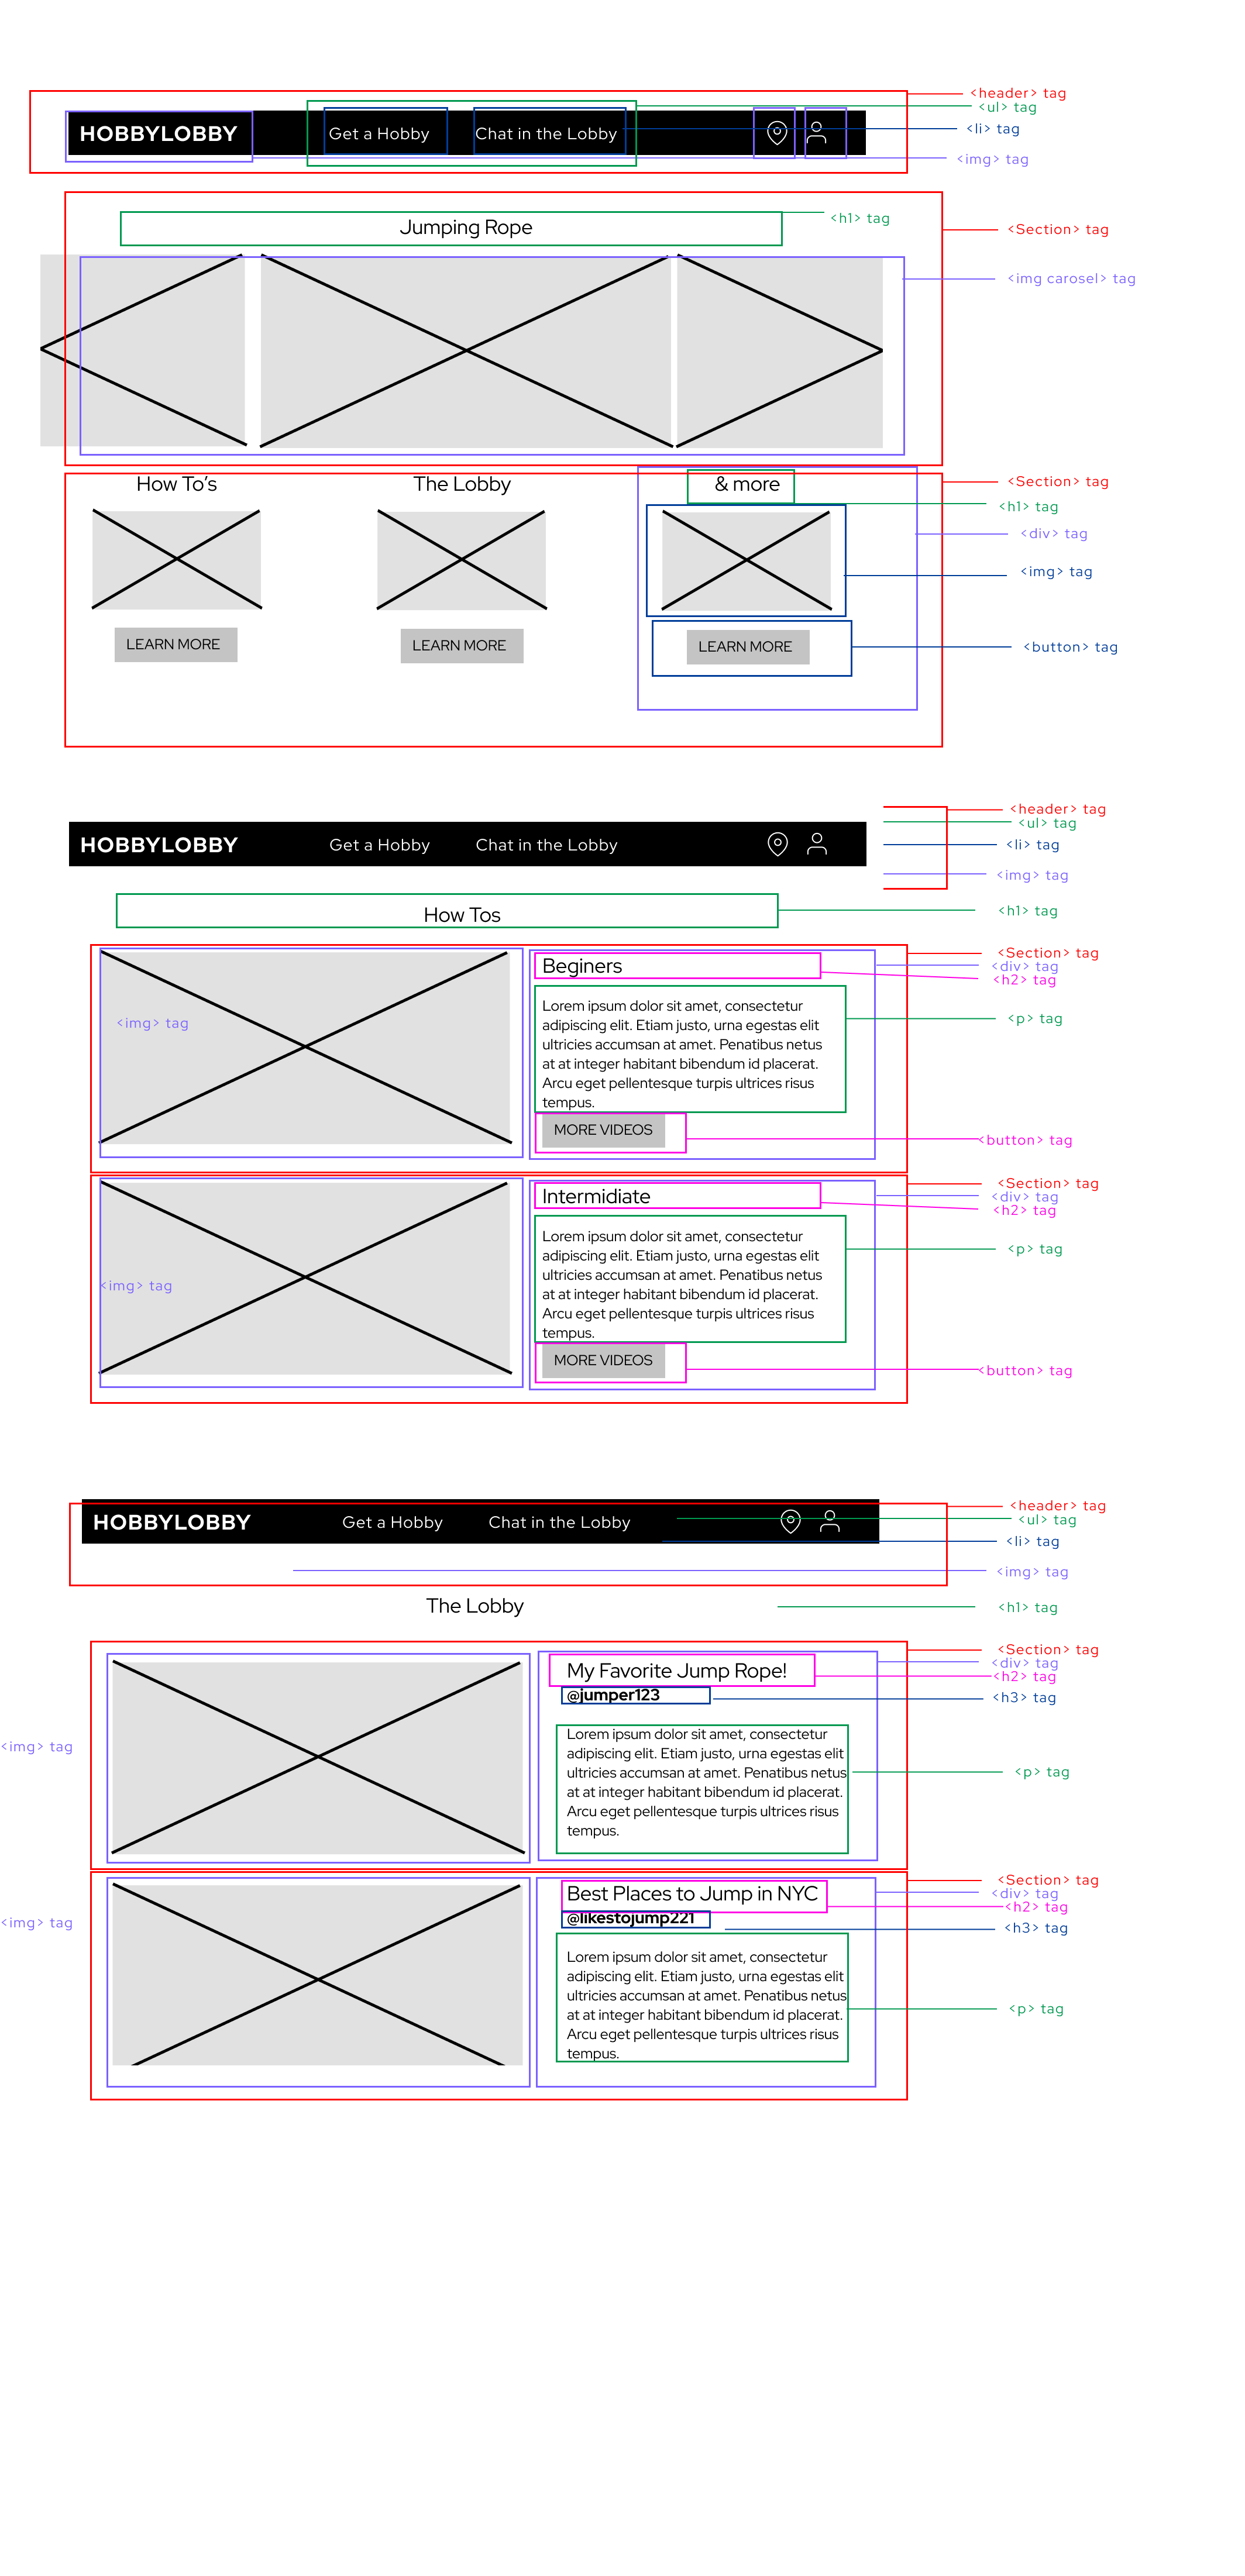 <header> tag
<ul> tag
HOBBYLOBBY Get a Hobby Chat in the Lobby <li> tag
<img> tag
Jumping Rope <h1> tag
<Section> tag
<img carosel> tag
How To's The Lobby & more <Section> tag
<h1> tag
<div> tag
<img> tag
LEARN MORE LEARN MORE LEARN MORE <button> tag
<header> tag
<ul> tag
HOBBYLOBBY Get a Hobby Chat in the Lobby <li> tag
<img> tag
How Tos <h1> tag
<Section> tag
Beginers <div> tag
<h2> tag
Lorem ipsum dolor sit amet, consectetur
<img> tag adipiscing elit. Etiam justo, urna egestas elit <p> tag
ultricies accumsan at amet. Penatibus netus
at at integer habitant bibendum id placerat.
Arcu eget pellentesque turpis ultrices risus
tempus.
MORE VIDEOS <button> tag
<Section> tag
Intermidiate <div> tag
<h2> tag
Lorem ipsum dolor sit amet, consectetur
adipiscing elit. Etiam justo, urna egestas elit <p> tag
ultricies accumsan at amet. Penatibus netus
<img> tag at at integer habitant bibendum id placerat.
Arcu eget pellentesque turpis ultrices risus
tempus.
MORE VIDEOS <button> tag
<header> tag
<ul> tag
HOBBYLOBBY Get a Hobby Chat in the Lobby
<li> tag
<img> tag
The Lobby <h1> tag
<Section> tag
<div> tag
My Favorite Jump Rope! <h2> tag
@jumper123 <h3> tag
Lorem ipsum dolor sit amet, consectetur
<img> tag adipiscing elit. Etiam justo, urna egestas elit
ultricies accumsan at amet. Penatibus netus <p> tag
at at integer habitant bibendum id placerat.
Arcu eget pellentesque turpis ultrices risus
tempus.
<Section> tag
Best Places to Jump in NYC <div> tag
<h2> tag
<img> tag @likestojump221 <h3> tag
Lorem ipsum dolor sit amet, consectetur
adipiscing elit. Etiam justo, urna egestas elit
ultricies accumsan at amet. Penatibus netus
at at integer habitant bibendum id placerat. <p> tag
Arcu eget pellentesque turpis ultrices risus
tempus.